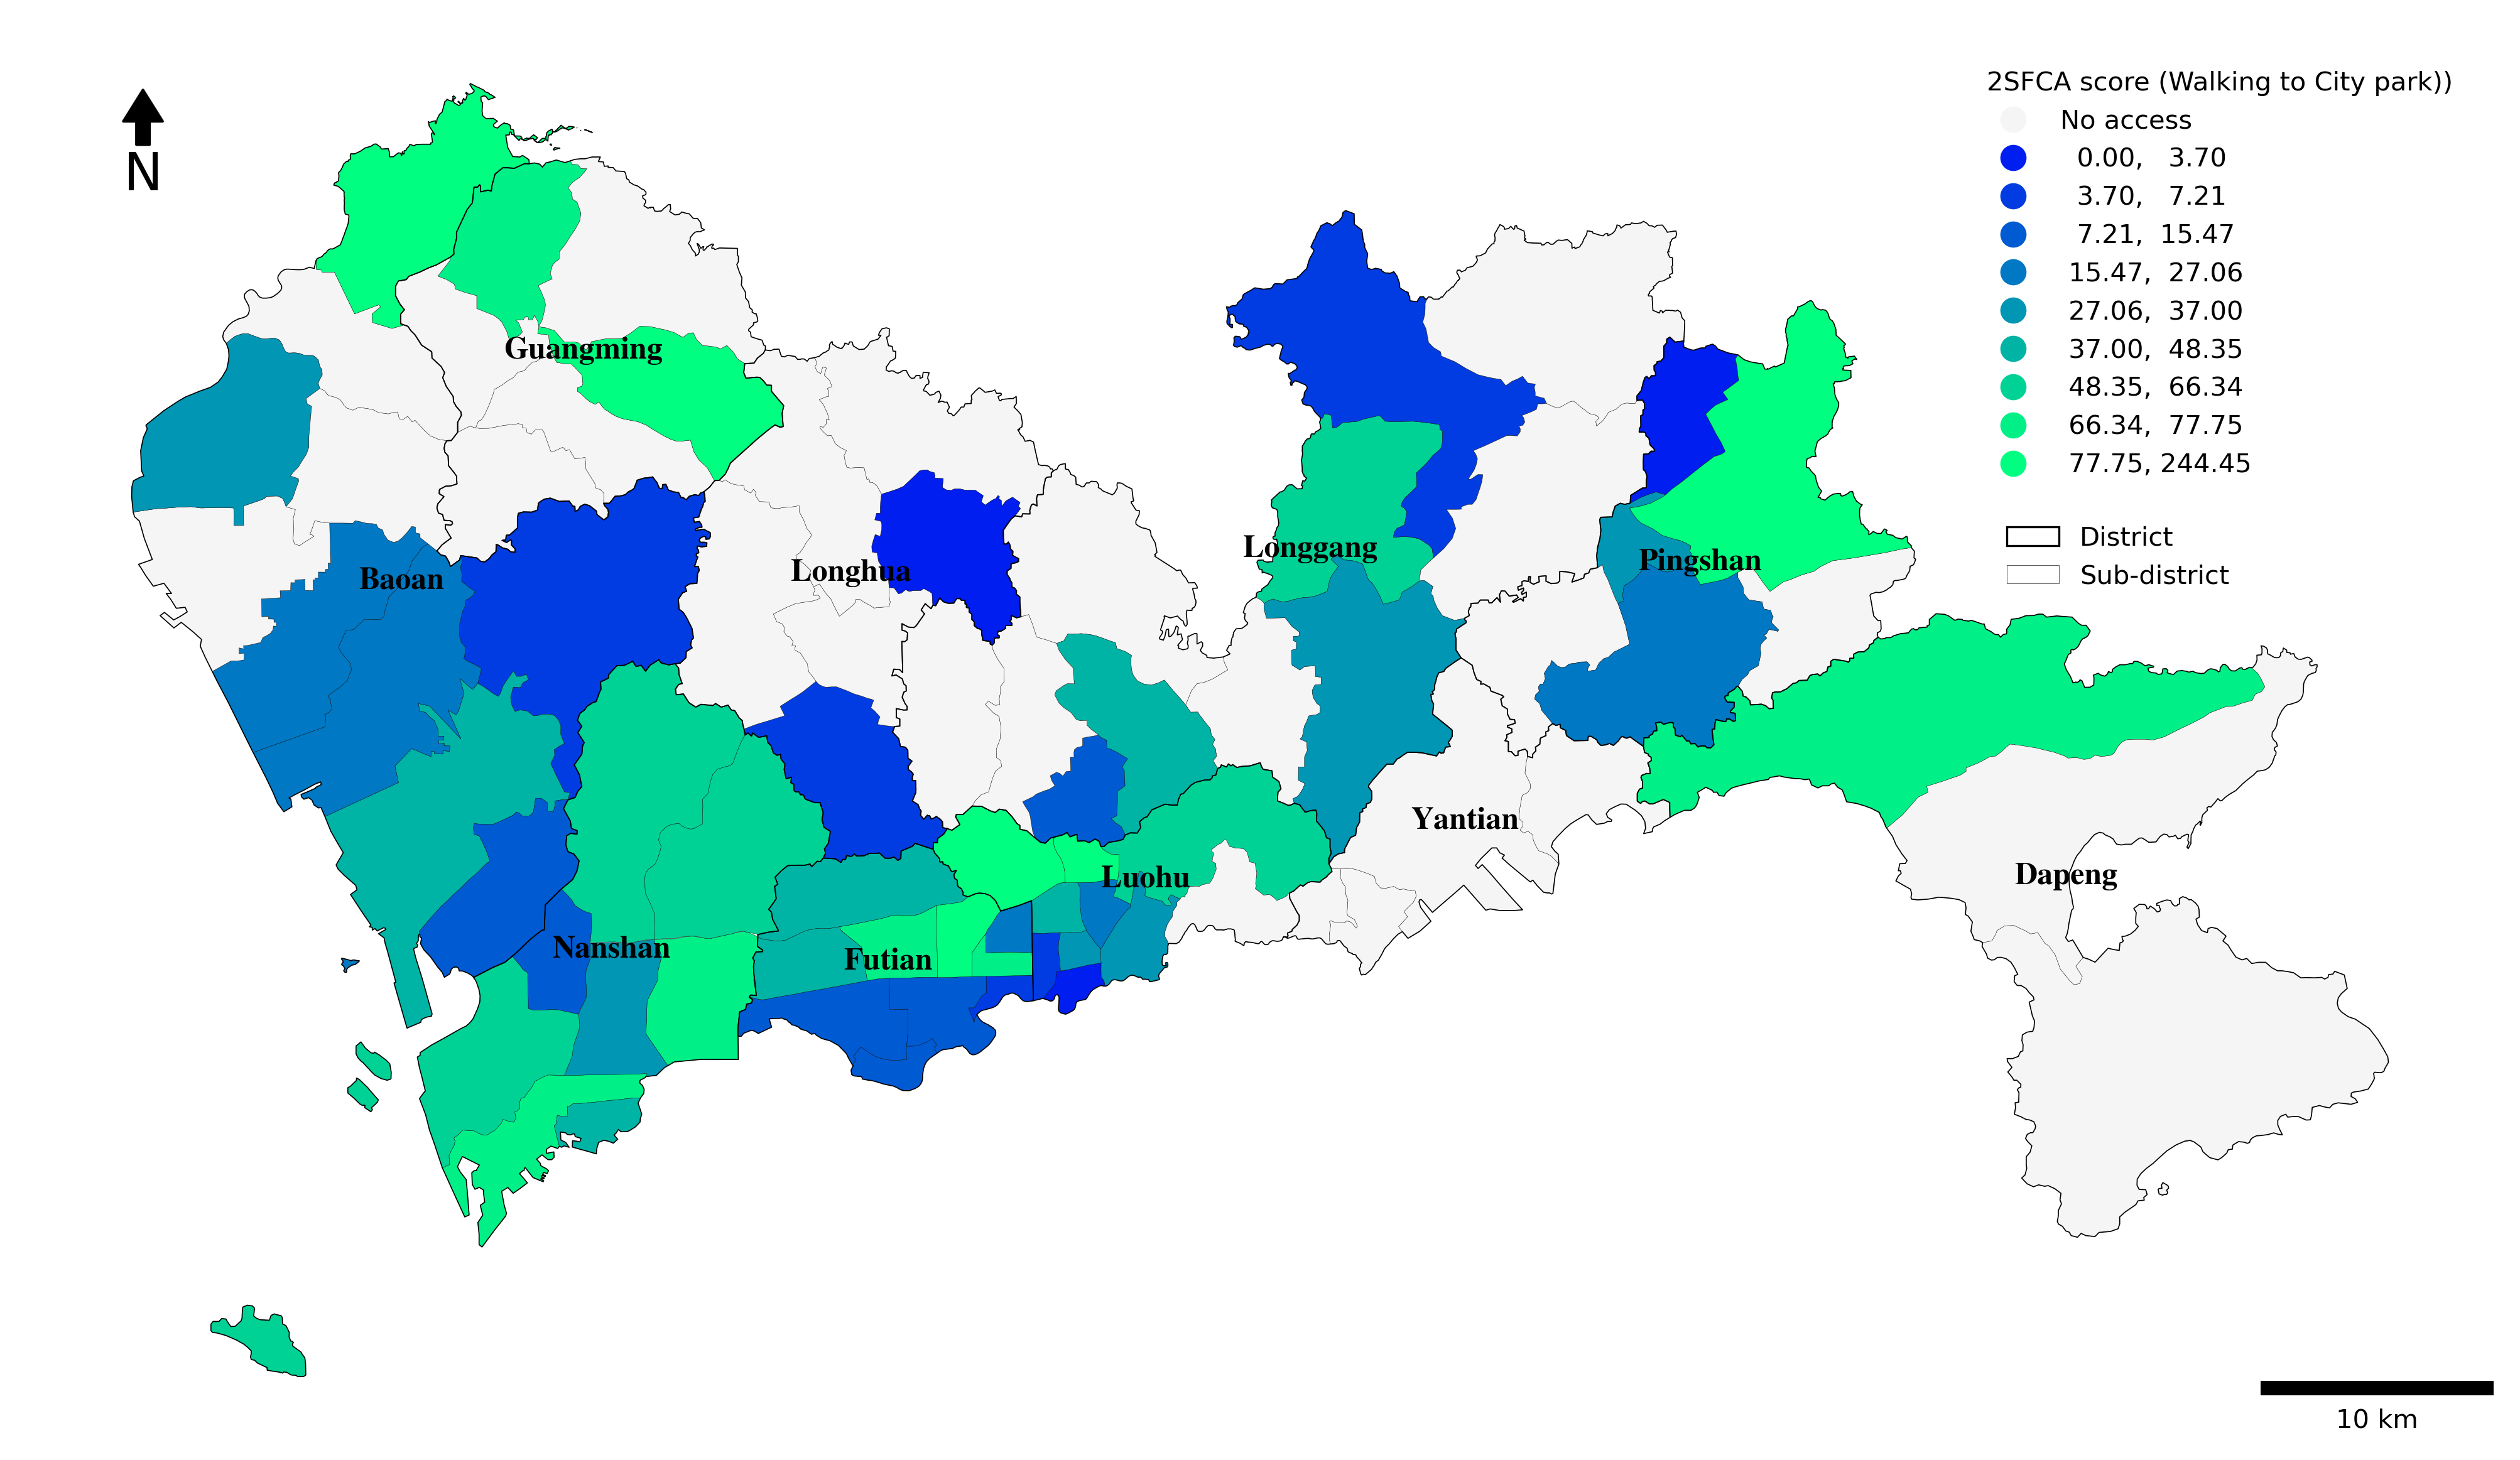 2SFCA score (Walking to City park))
No access
0.00, 3.70
3.70, 7.21
7.21, 15.47
15.47, 27.06
27.06, 37.00
37.00, 48.35
48.35, 66.34
66.34, 77.75
77.75, 244.45
District
Sub-district
N
Guangming
Baoan
Longhua
Longgang
Pingshan
Yantian
Luohu
Dapeng
Nanshan
Futian
10 km